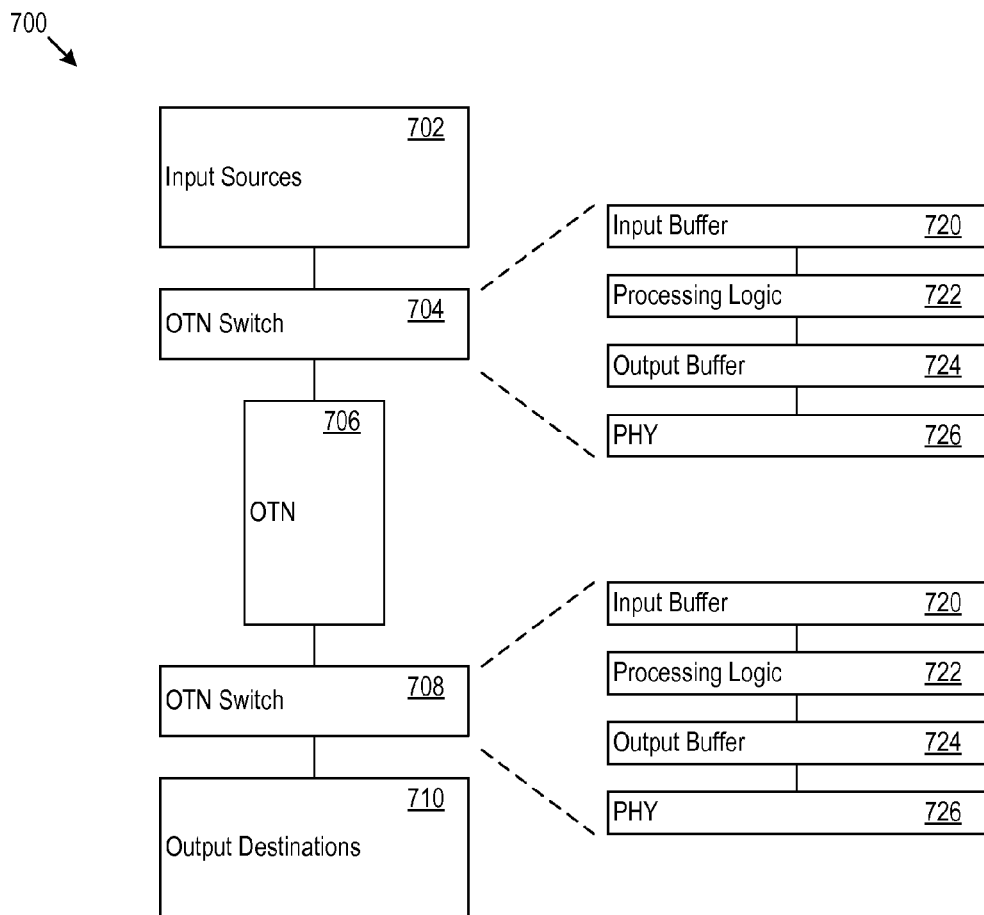 700
702
Input Sources
704
OTN Switch
706
OTN
708
OTN Switch
710
Output Destinations
Input Buffer 720
Processing Logic 722
Output Buffer 724
PHY 726
Input Buffer 720
Processing Logic 722
Output Buffer 724
PHY 726